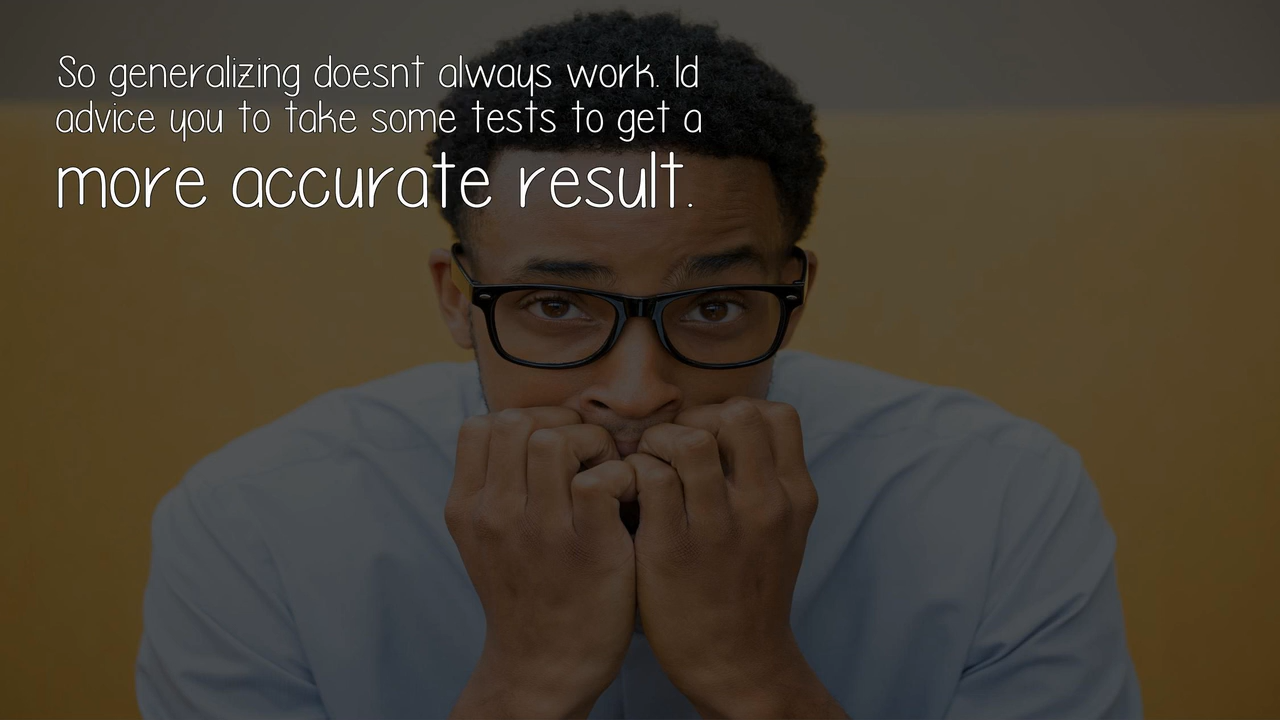 So generalizing doesnt always work. Id
advice you to take some tests to get a
more accurate result.